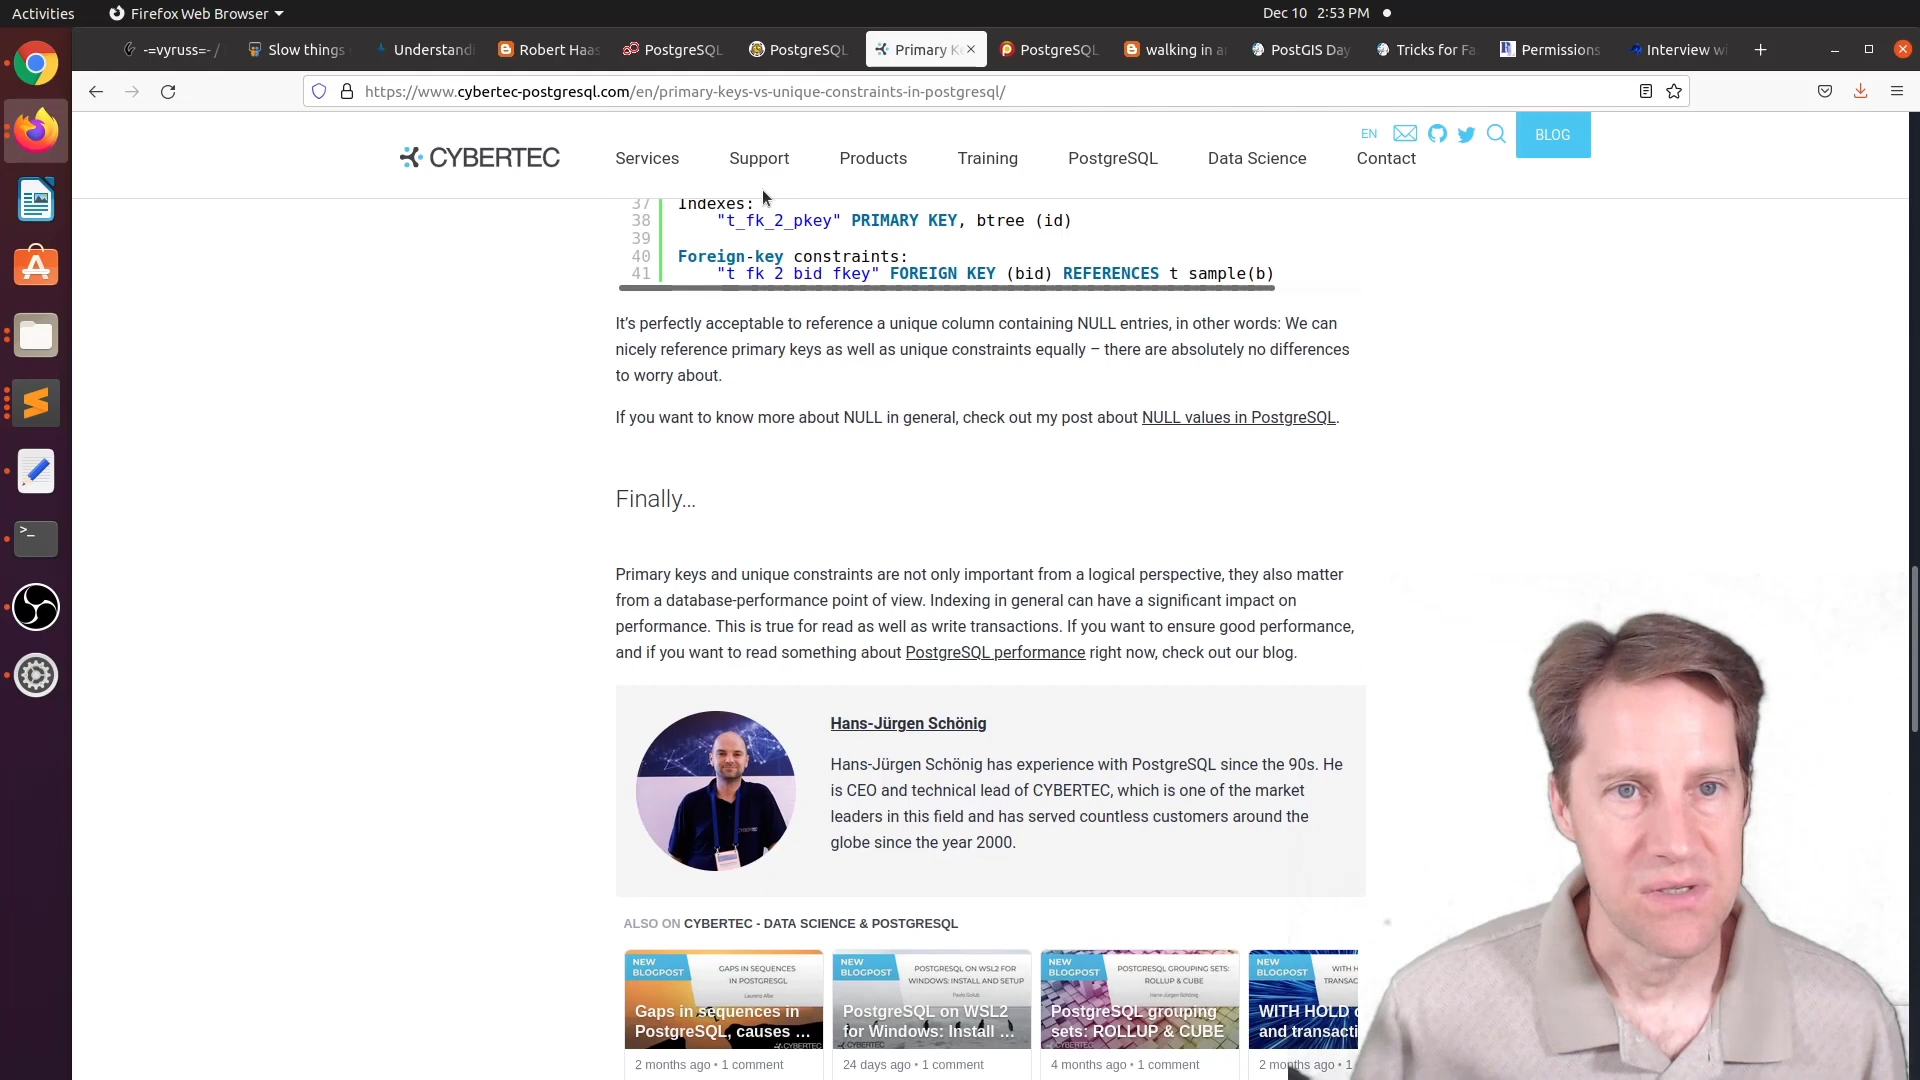 Activities
Firefox Web Browser
Dec 10 2:53 PM
-=vyruss=- /
Slow things
Understandi
Robert Haas
PostgreSQL
PostgreSQL
Primary Ke
PostgreSQL
walking in a
PostGIS Day
Tricks for Fa
Permissions
Interview wi
https://www.cybertec-postgresql.com/en/primary-keys-vs-unique-constraints-in-postgresql/
CYBERTEC
Services
Support
Products
Training
PostgreSQL
Data Science
Contact
EN
BLOG
37 Indexes:
38 "t_fk_2_pkey" PRIMARY KEY, btree (id)
39
40 Foreign-key constraints:
41 "t_fk_2_bid_fkey" FOREIGN KEY (bid) REFERENCES t_sample(b)
It’s perfectly acceptable to reference a unique column containing NULL entries, in other words: We can
nicely reference primary keys as well as unique constraints equally – there are absolutely no differences
to worry about.
If you want to know more about NULL in general, check out my post about NULL values in PostgreSQL.
Finally…
Primary keys and unique constraints are not only important from a logical perspective, they also matter
from a database-performance point of view. Indexing in general can have a significant impact on
performance. This is true for read as well as write transactions. If you want to ensure good performance,
and if you want to read something about PostgreSQL performance right now, check out our blog.
Hans-Jürgen Schönig
Hans-Jürgen Schönig has experience with PostgreSQL since the 90s. He
is CEO and technical lead of CYBERTEC, which is one of the market
leaders in this field and has served countless customers around the
globe since the year 2000.
ALSO ON CYBERTEC - DATA SCIENCE & POSTGRESQL
NEW
BLOGPOST
GAPS IN SEQUENCES
IN POSTGRESQL
Laurenz Albe
Gaps in sequences in
PostgreSQL, causes …
CYBERTEC
2 months ago • 1 comment
NEW
BLOGPOST
POSTGRESQL ON WSL2 FOR
WINDOWS: INSTALL AND SETUP
Pavlo Golub
PostgreSQL on WSL2
for Windows: Install …
CYBERTEC
24 days ago • 1 comment
NEW
BLOGPOST
POSTGRESQL GROUPING SETS:
ROLLUP & CUBE
Hans-Jürgen Schönig
PostgreSQL grouping
sets: ROLLUP & CUBE
CYBERTEC
4 months ago • 1 comment
NEW
BLOGPOST
WITH H
TRANSAC
WITH HOLD
and transacti
2 months ago • 1